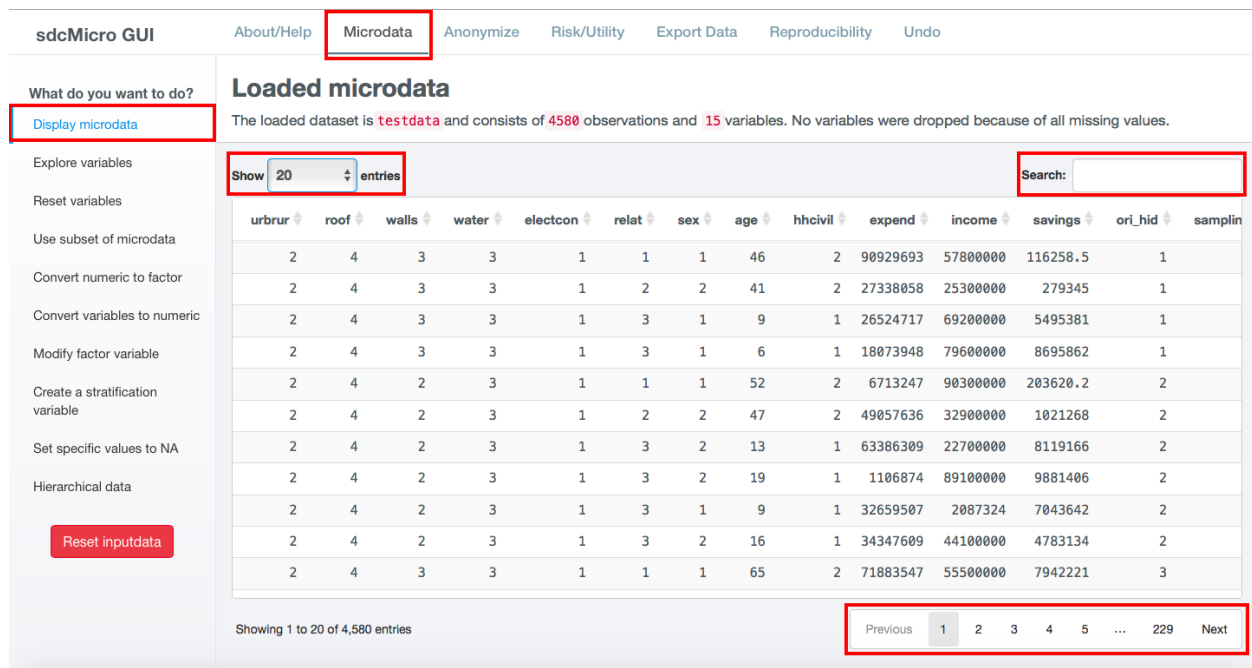 sdcMicro GUI About/Help Microdata Anonymize Risk/Utility Export Data Reproducibility Undo
What do you want to do?
Display microdata
Explore variables
Reset variables
Use subset of microdata
Convert numeric to factor
Convert variables to numeric
Modify factor variable
Create a stratification
variable
Set specific values to NA
Hierarchical data
Reset inputdata
Loaded microdata
The loaded dataset is testdata and consists of 4580 observations and 15 variables. No variables were dropped because of all missing values.
Show 20 entries Search:
urbrur roof walls water electcon relat sex age hhcivil expend income savings ori_hid samplin
2 4 3 3 1 1 1 46 2 90929693 57800000 116258.5 1
2 4 3 3 1 2 2 41 2 27338058 25300000 279345 1
2 4 3 3 1 3 1 9 1 26524717 69200000 5495381 1
2 4 3 3 1 3 1 6 1 18073948 79600000 8695862 1
2 4 2 3 1 1 1 52 2 6713247 90300000 203620.2 2
2 4 2 3 1 2 2 47 2 49057636 32900000 1021268 2
2 4 2 3 1 3 2 13 1 63386309 22700000 8119166 2
2 4 2 3 1 3 2 19 1 1106874 89100000 9881406 2
2 4 2 3 1 3 1 9 1 32659507 2087324 7043642 2
2 4 2 3 1 3 2 16 1 34347609 44100000 4783134 2
2 4 3 3 1 1 1 65 2 71883547 55500000 7942221 3
Showing 1 to 20 of 4,580 entries Previous 1 2 3 4 5 ... 229 Next